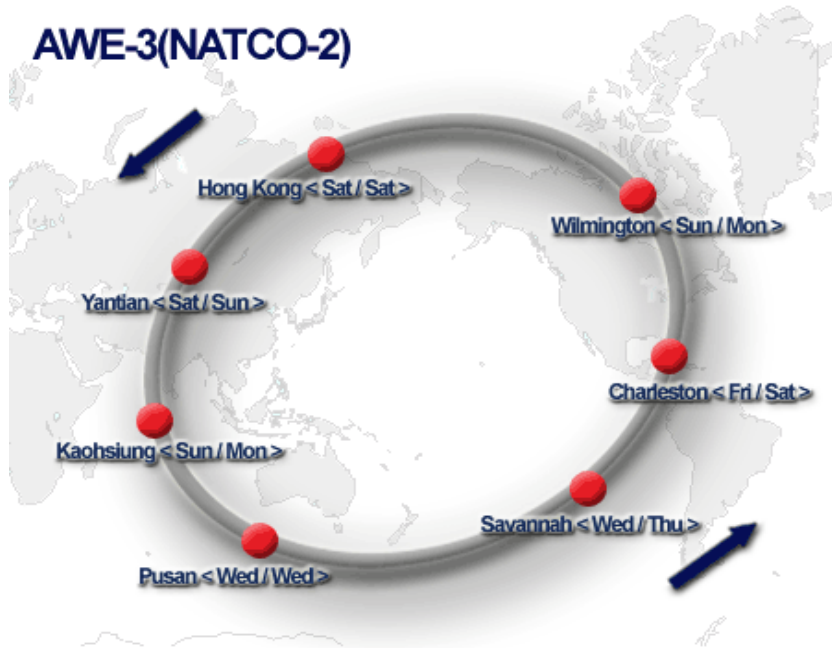 AWE-3(NATCO-2)
Hong Kong < Sat / Sat >
Wilmington < Sun / Mon >
Yantian < Sat / Sun >
Charleston < Fri / Sat >
Kaohsiung < Sun / Mon >
Savannah < Wed / Thu >
Pusan < Wed / Wed >